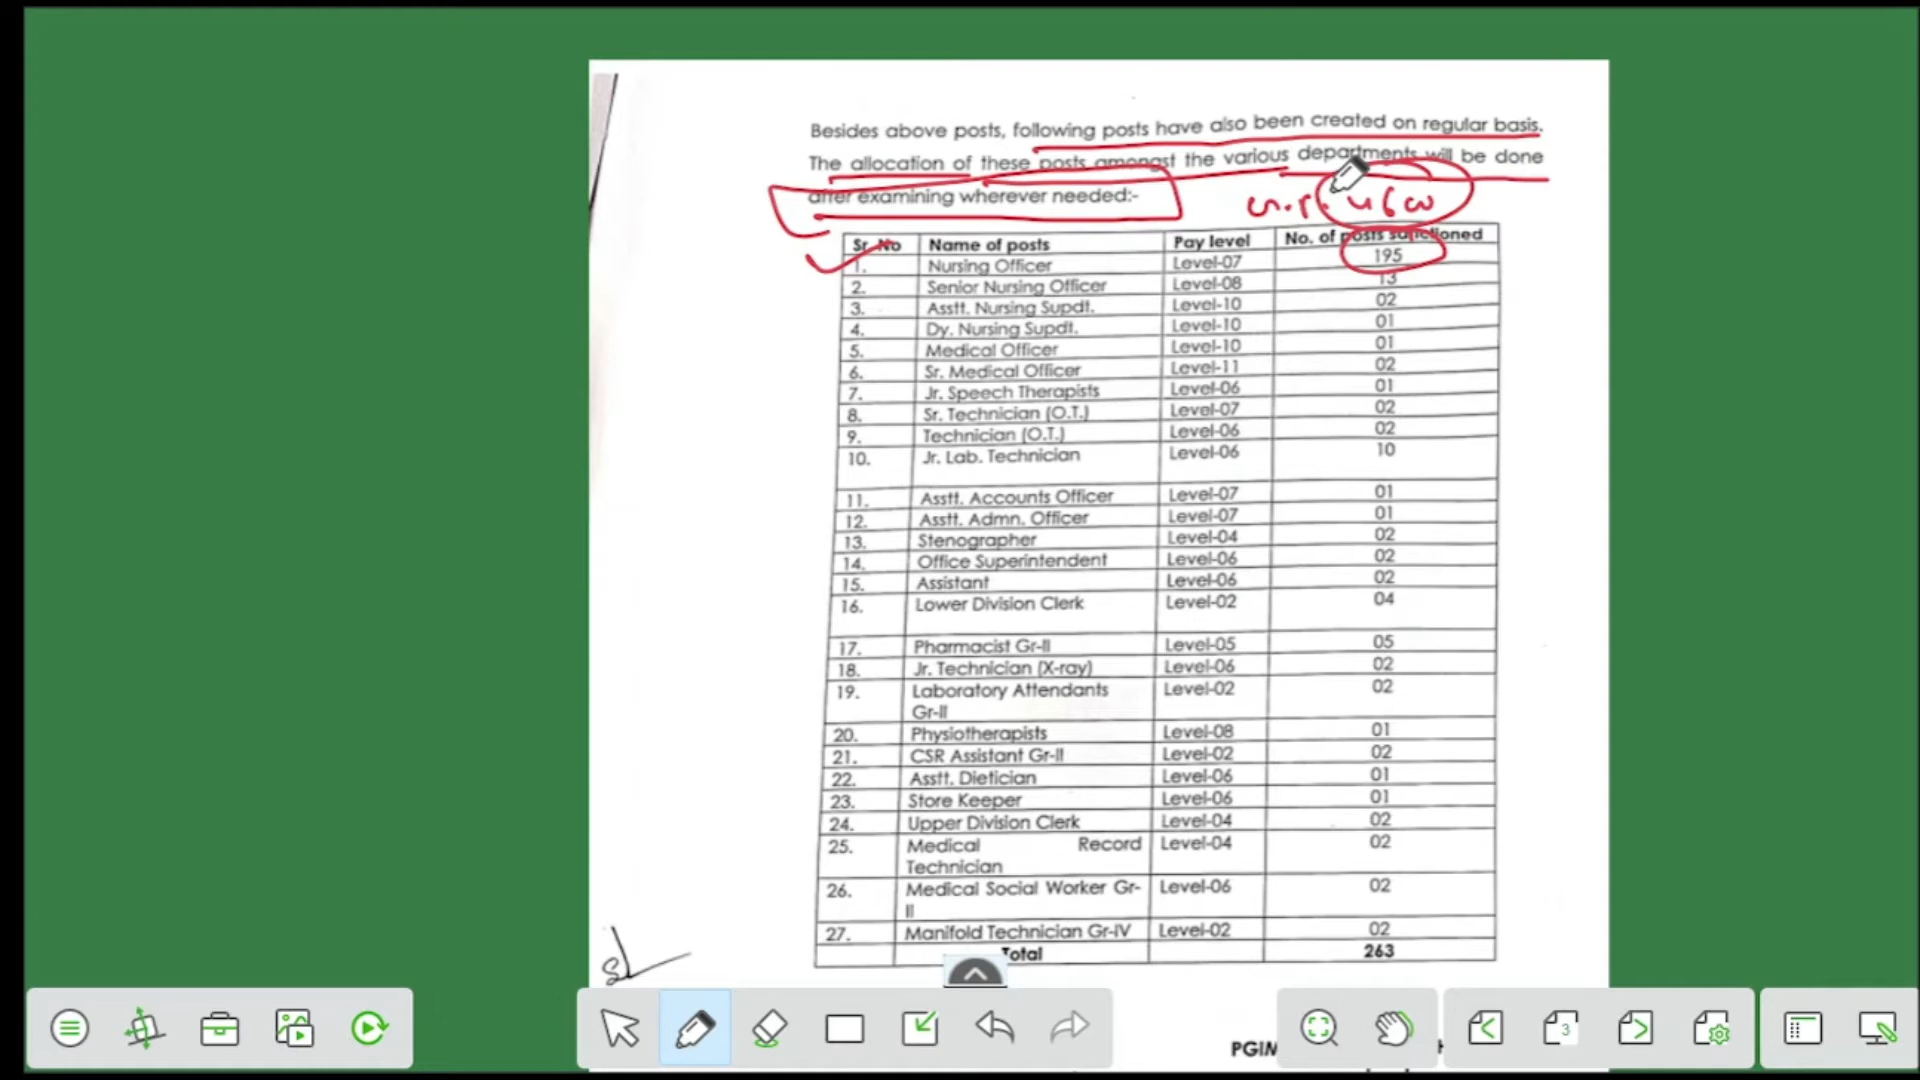 Besides above posts, following posts have also been created on regular basis.
The allocation of these posts amongst the various departments will be done
after examining wherever needed:-
Sr. No Name of posts Pay level No. of posts sanctioned
1. Nursing Officer Level-07 195
2. Senior Nursing Officer Level-08 13
3. Asstt. Nursing Supdt. Level-10 02
4. Dy. Nursing Supdt. Level-10 01
5. Medical Officer Level-10 01
6. Sr. Medical Officer Level-11 02
7. Jr. Speech Therapists Level-06 01
8. Sr. Technician (O.T.) Level-07 02
9. Technician (O.T.) Level-06 02
10. Jr. Lab. Technician Level-06 10
11. Asstt. Accounts Officer Level-07 01
12. Asstt. Admn. Officer Level-07 01
13. Stenographer Level-04 02
14. Office Superintendent Level-06 02
15. Assistant Level-06 02
16. Lower Division Clerk Level-02 04
17. Pharmacist Gr-II Level-05 05
18. Jr. Technician (X-ray) Level-06 02
19. Laboratory Attendants Level-02 02
Gr-II
20. Physiotherapists Level-08 01
21. CSR Assistant Gr-II Level-02 02
22. Asstt. Dietician Level-06 01
23. Store Keeper Level-06 01
24. Upper Division Clerk Level-04 02
25. Medical Record Level-04 02
Technician
26. Medical Social Worker Gr- Level-06 02
II
27. Manifold Technician Gr-IV Level-02 02
Total 263
3